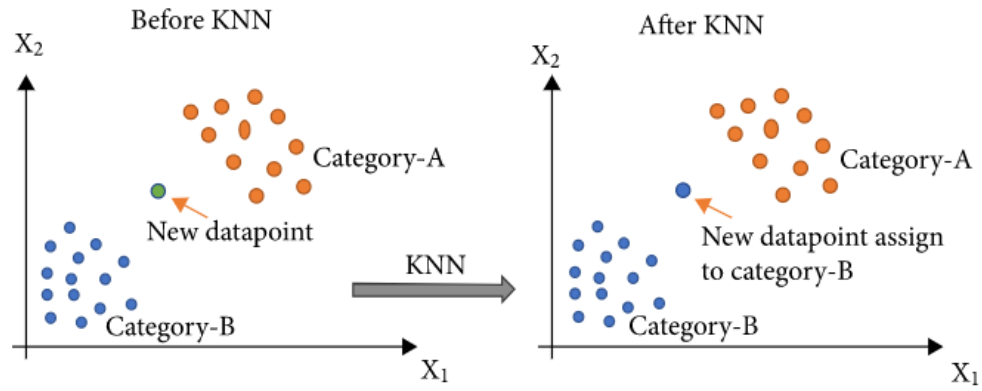 Before KNN
X₂
Category-A
New datapoint
Category-B
X₁
KNN
After KNN
X₂
Category-A
New datapoint assign
to category-B
Category-B
X₁